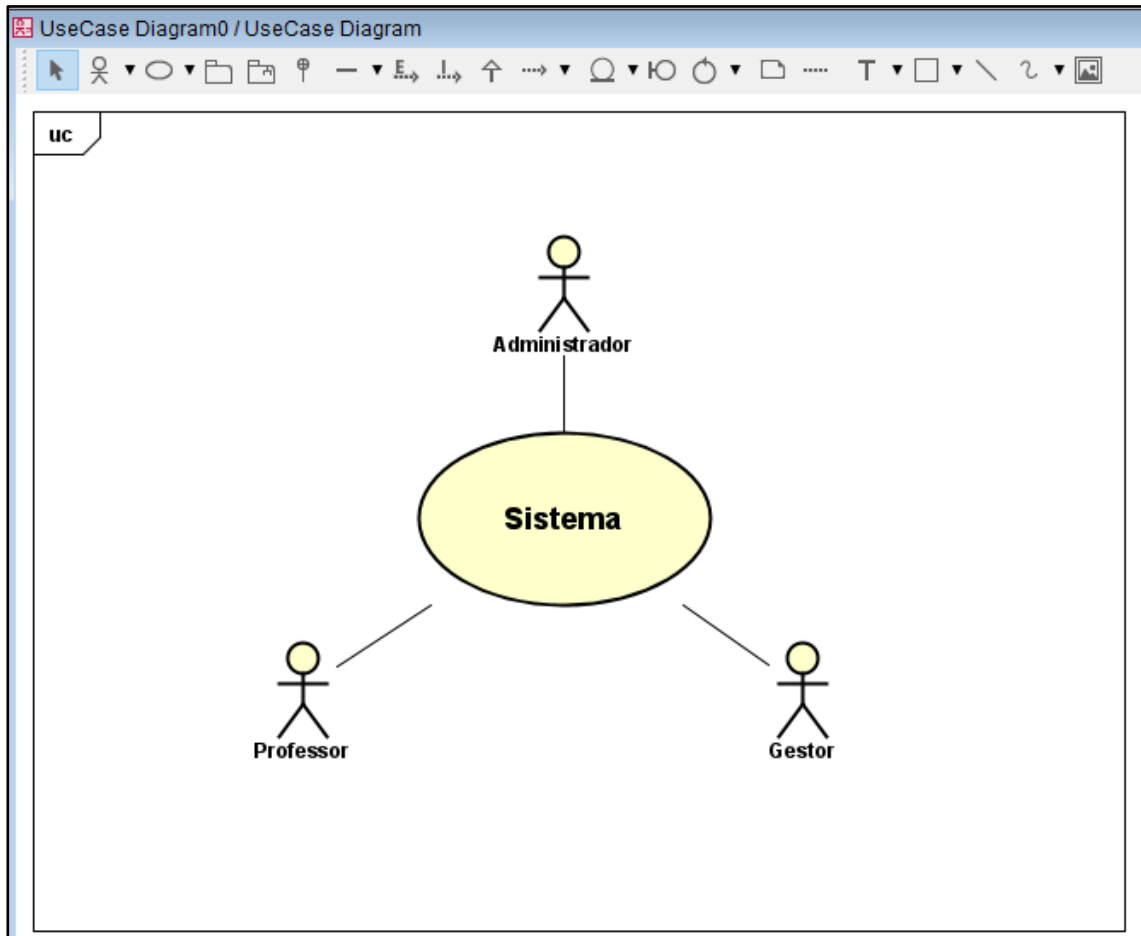 UseCase Diagram0 / UseCase Diagram
uc
Administrador
Sistema
Professor
Gestor